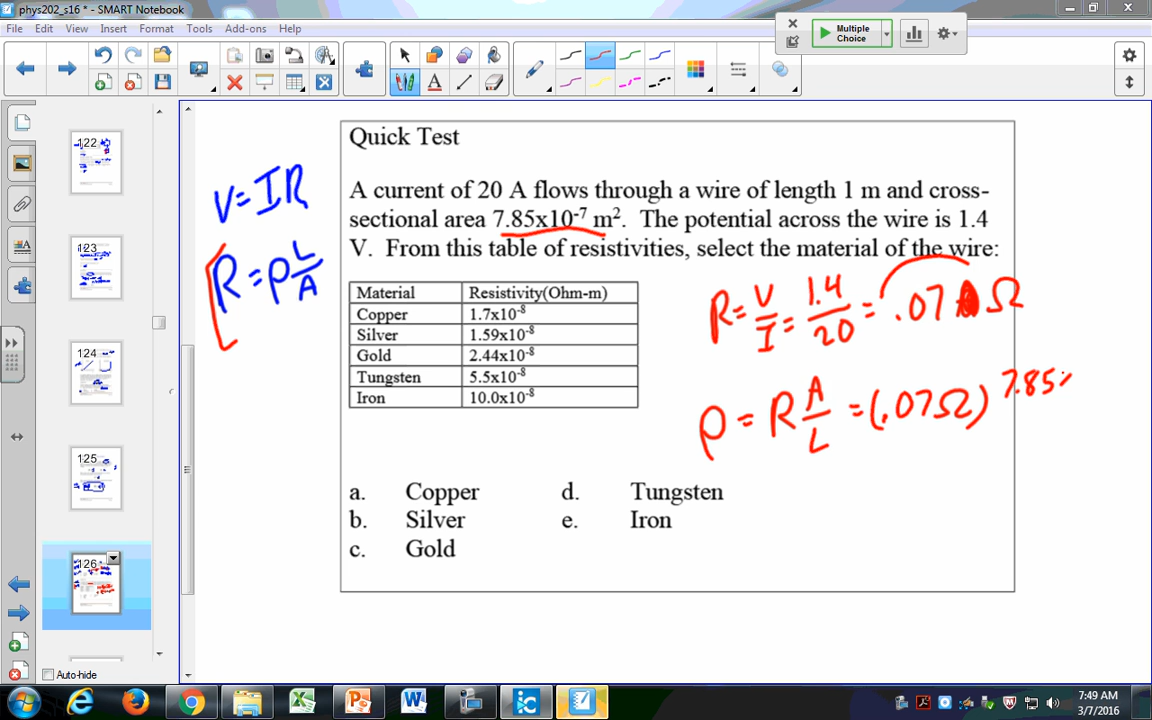 phys202_s16 * - SMART Notebook
File Edit View Insert Format Tools Add-ons Help
Multiple Choice
122
123
124
125
126
Auto-hide
V=IR
R=ρL/A
Quick Test
A current of 20 A flows through a wire of length 1 m and cross-
sectional area 7.85x10⁻⁷ m². The potential across the wire is 1.4
V. From this table of resistivities, select the material of the wire:
Material Resistivity(Ohm-m)
Copper 1.7x10⁻⁸
Silver 1.59x10⁻⁸
Gold 2.44x10⁻⁸
Tungsten 5.5x10⁻⁸
Iron 10.0x10⁻⁸
R=V/I=1.4/20=.07 Ω
ρ=R A/L=(.07Ω) 7.85x
a. Copper d. Tungsten
b. Silver e. Iron
c. Gold
7:49 AM
3/7/2016